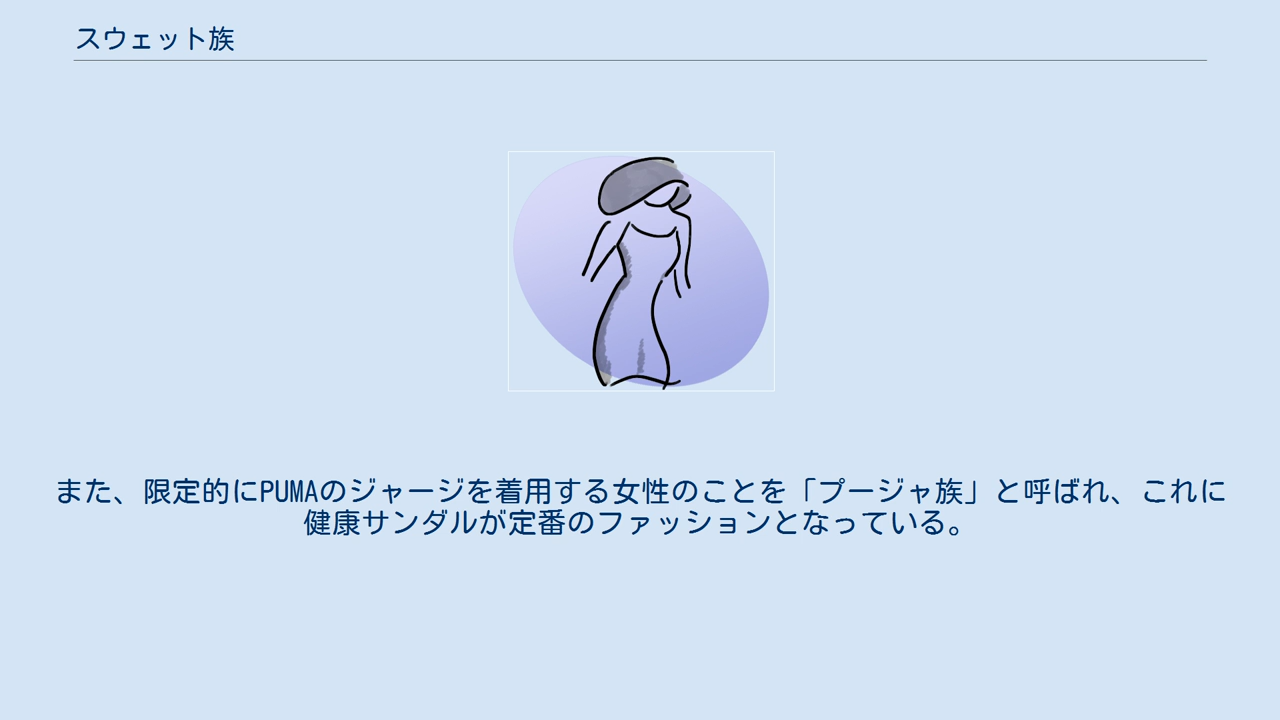 スウェット族
また、限定的にPUMAのジャージを着用する女性のことを「プージャ族」と呼ばれ、これに
健康サンダルが定番のファッションとなっている。